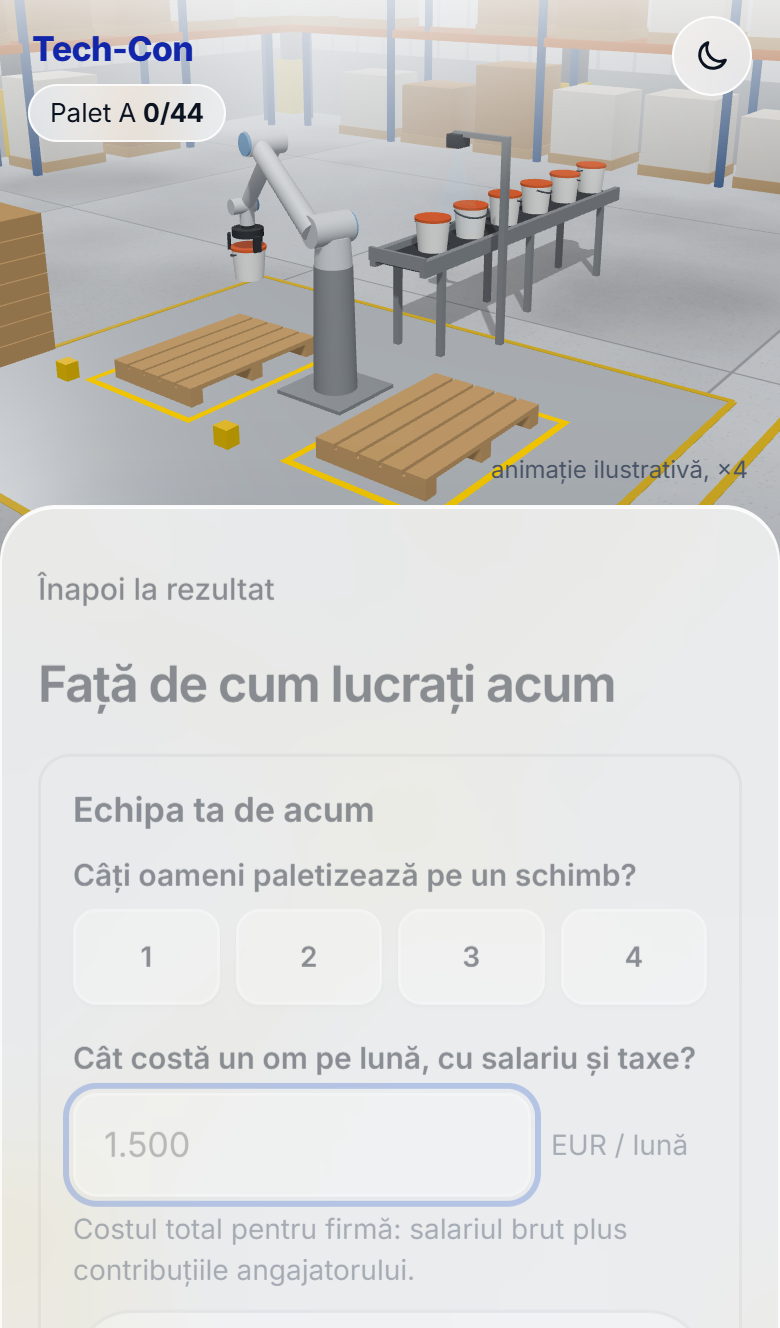 Tech-Con
Palet A 0/44
animație ilustrativă, ×4
Înapoi la rezultat
Față de cum lucrați acum
Echipa ta de acum
Câți oameni paletizează pe un schimb?
1 2 3 4
Cât costă un om pe lună, cu salariu și taxe?
1.500 EUR / lună
Costul total pentru firmă: salariul brut plus
contribuțiile angajatorului.